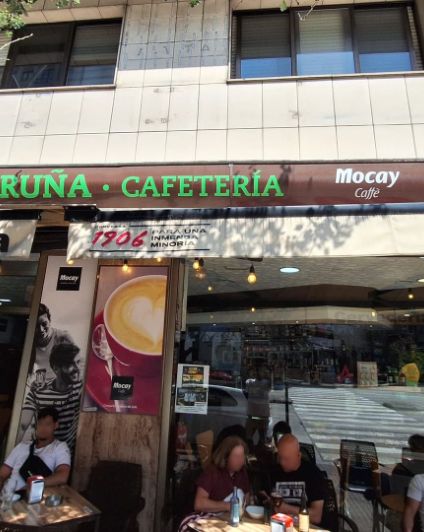 RUÑA · CAFETERÍA
Mocay
Caffè
1906
PARA UNA
INMENSA
MINORÍA
Mocay
Mocay